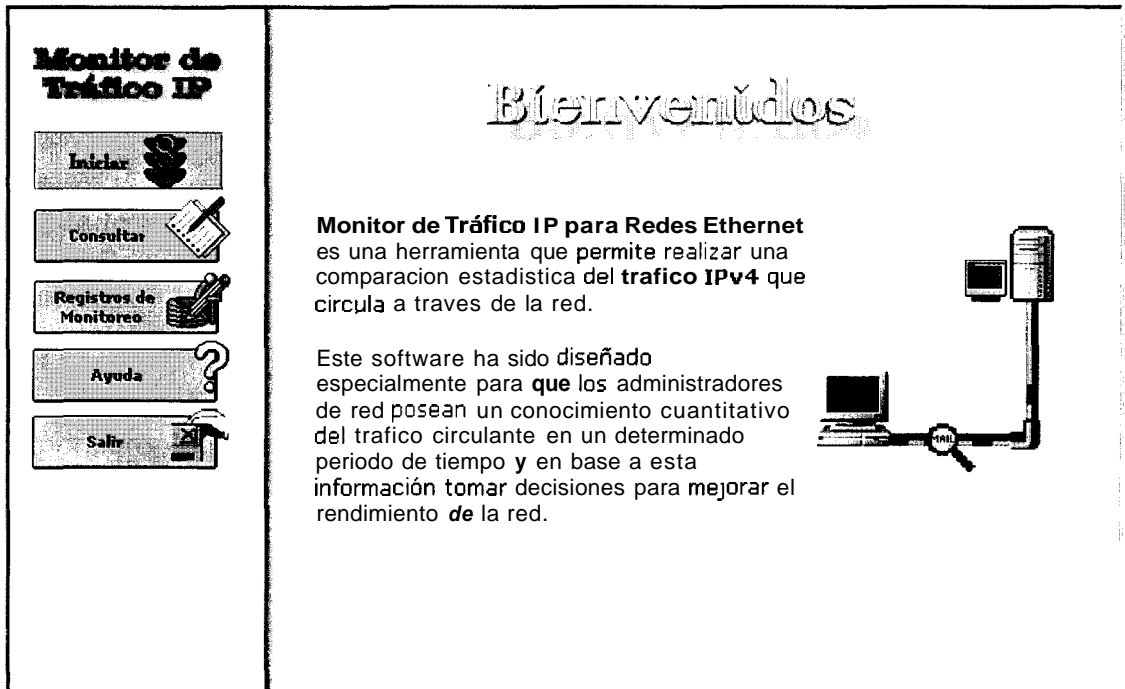 Monitor de
Tráfico IP
Iniciar
Consultar
Registros de
Monitoreo
Ayuda
Salir
Bienvenidos
Monitor de Tráfico IP para Redes Ethernet
es una herramienta que permite realizar una
comparacion estadistica del trafico IPv4 que
circula a traves de la red.
Este software ha sido diseñado
especialmente para que los administradores
de red posean un conocimiento cuantitativo
del trafico circulante en un determinado
periodo de tiempo y en base a esta
información tomar decisiones para mejorar el
rendimiento de la red.
MAIL